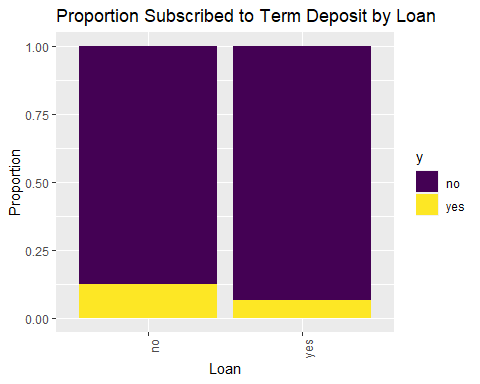 Proportion Subscribed to Term Deposit by Loan
1.00
0.75
0.50
0.25
0.00
Proportion
no
yes
Loan
y
no
yes